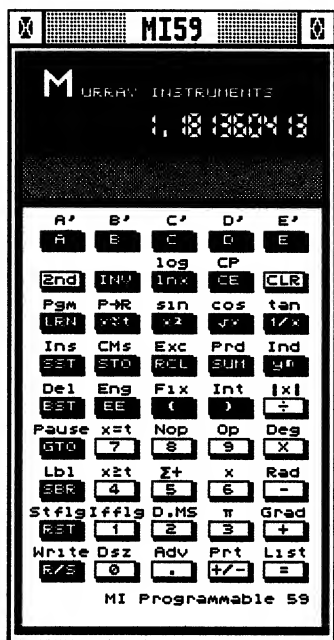 MI59
MURRAY INSTRUMENTS
1.181360413
A' B' C' D' E'
A B C D E
log CP
2nd INV lnx CE CLR
Pgm P→R sin cos tan
LRN x≷t x² √x 1/x
Ins CMs Exc Prd Ind
SST STO RCL SUM yⁿ
Del Eng Fix Int |x|
BST EE ( ) ÷
Pause x=t Nop Op Deg
GTO 7 8 9 X
Lbl x≥t Σ+ x Rad
SBR 4 5 6 -
Stflg Ifflg D.MS π Grad
RST 1 2 3 +
Write Dsz Adv Prt List
R/S 0 . +/- =
MI Programmable 59